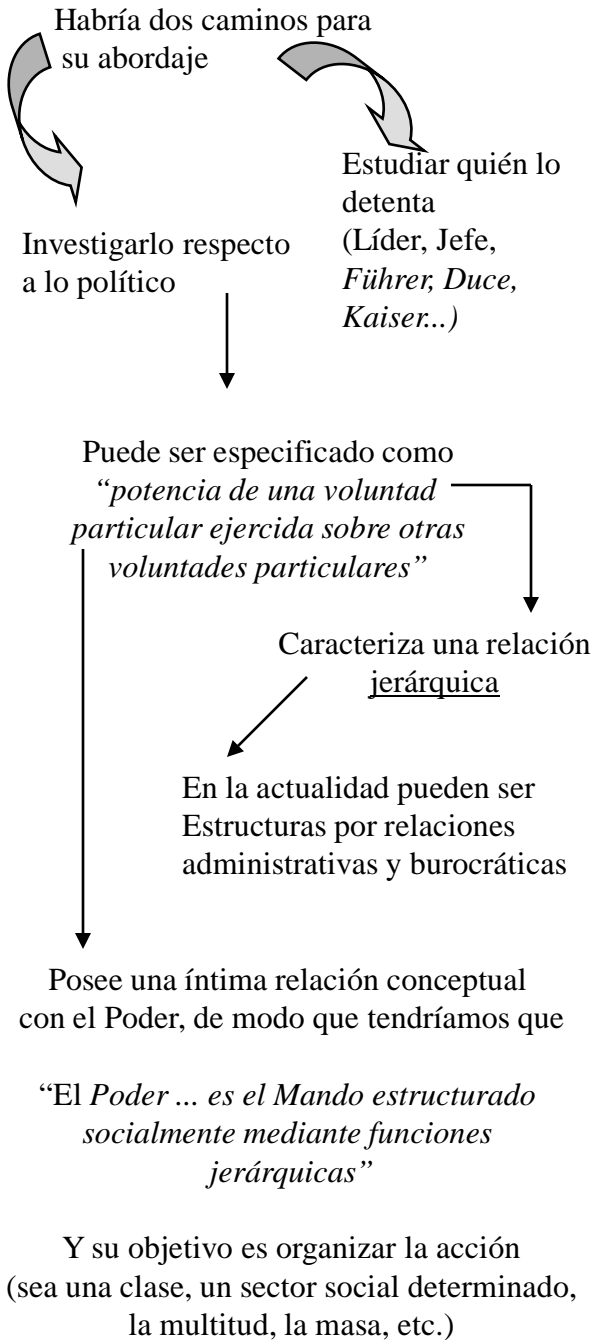 Habría dos caminos para
su abordaje
Estudiar quién lo
detenta
(Líder, Jefe,
Führer, Duce,
Kaiser...)
Investigarlo respecto
a lo político
Puede ser especificado como
“potencia de una voluntad
particular ejercida sobre otras
voluntades particulares”
Caracteriza una relación
jerárquica
En la actualidad pueden ser
Estructuras por relaciones
administrativas y burocráticas
Posee una íntima relación conceptual
con el Poder, de modo que tendríamos que
“El Poder ... es el Mando estructurado
socialmente mediante funciones
jerárquicas”
Y su objetivo es organizar la acción
(sea una clase, un sector social determinado,
la multitud, la masa, etc.)